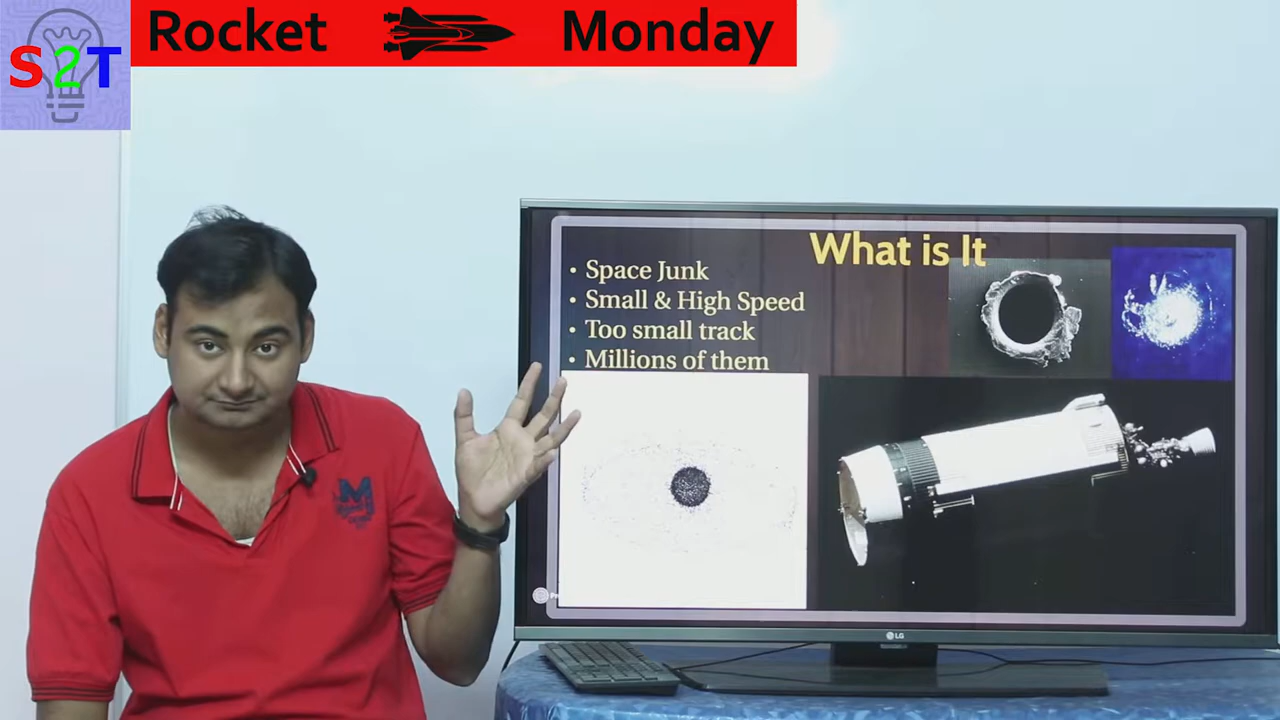 Rocket Monday
S2T
What is It
• Space Junk
• Small & High Speed
• Too small track
• Millions of them
M
LG